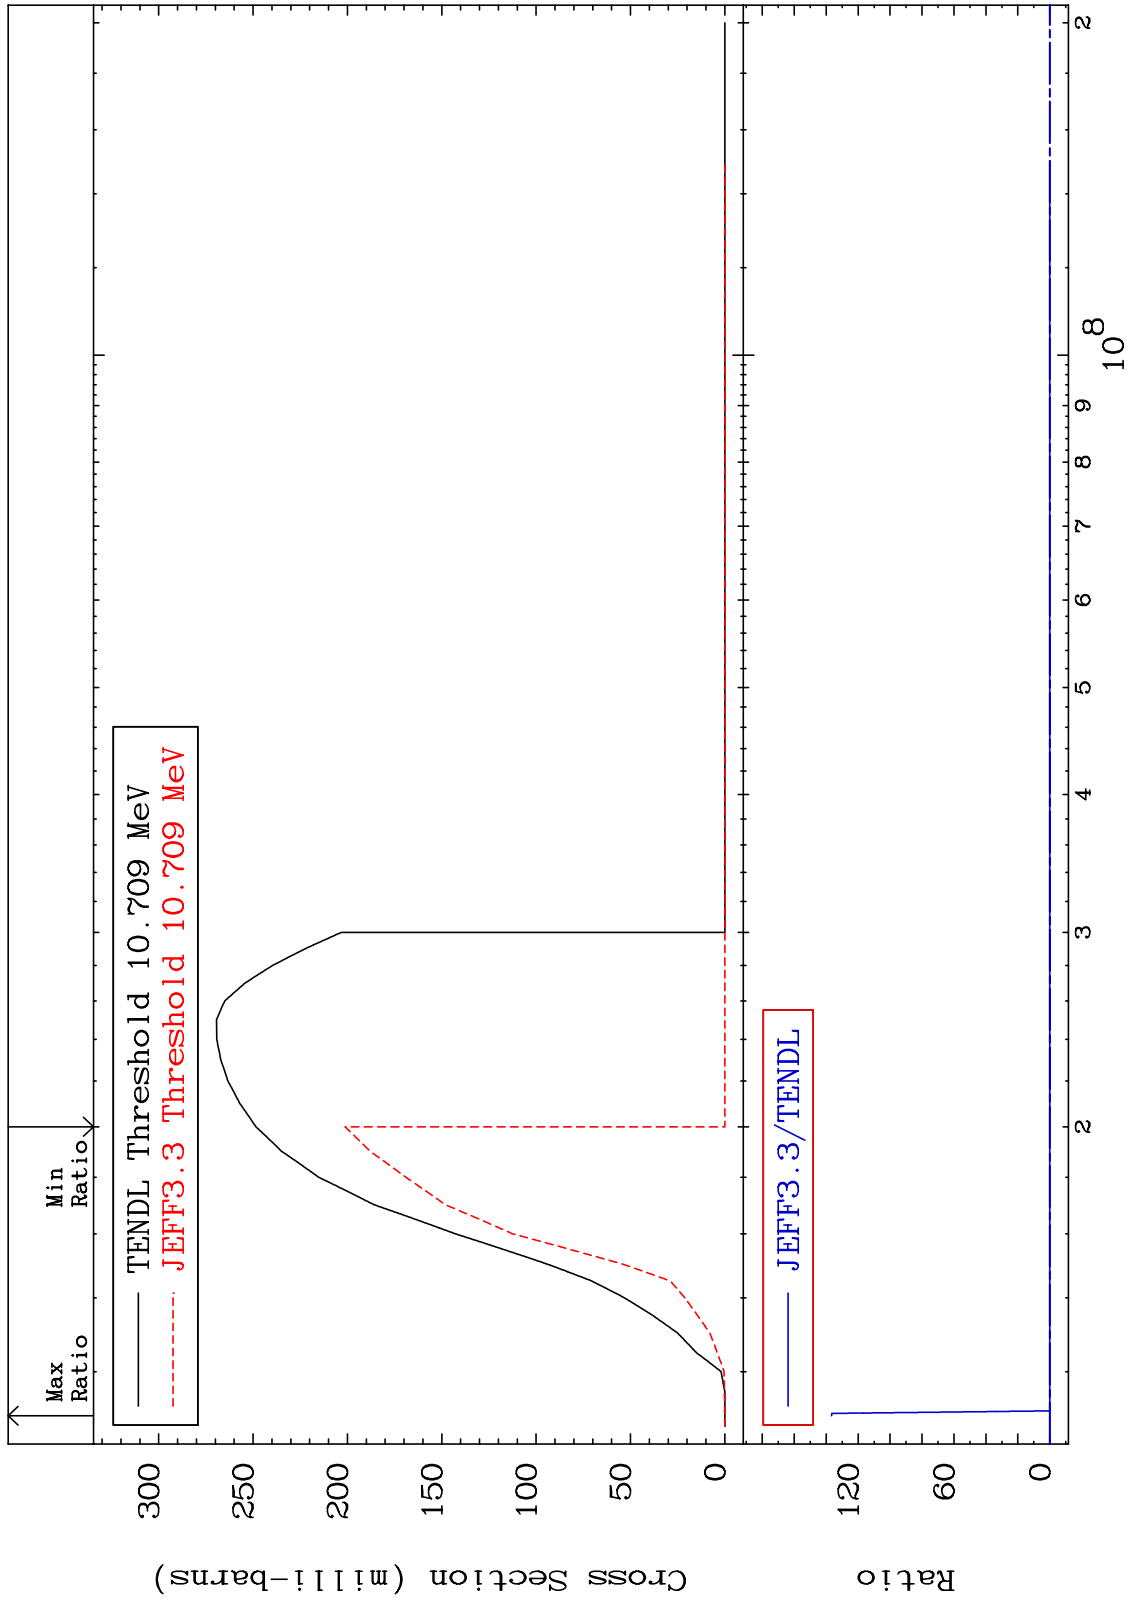 Max
Ratio
Min
Ratio
TENDL Threshold 10.709 MeV
JEFF3.3 Threshold 10.709 MeV
Cross Section (milli-barns)
300
250
200
150
100
50
0
JEFF3.3/TENDL
Ratio
120
60
0
2 3 4 5 6 7 8 9 10 8 2